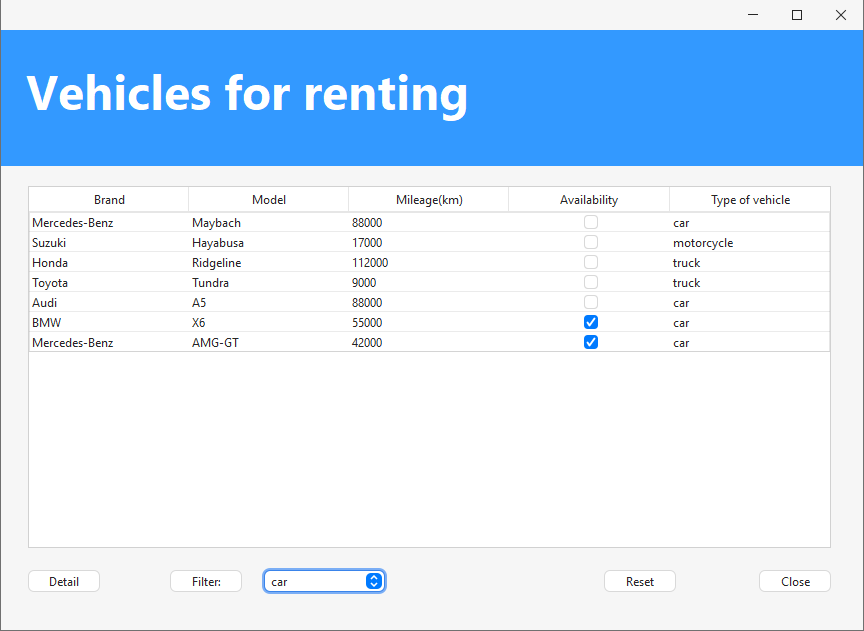 Vehicles for renting
Brand Model Mileage(km) Availability Type of vehicle
Mercedes-Benz Maybach 88000 car
Suzuki Hayabusa 17000 motorcycle
Honda Ridgeline 112000 truck
Toyota Tundra 9000 truck
Audi A5 88000 car
BMW X6 55000 car
Mercedes-Benz AMG-GT 42000 car
Detail Filter: car Reset Close